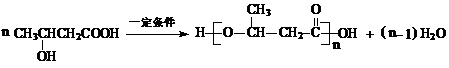 CH₃ O
n CH₃CHCH₂COOH 一定条件 H─[O─CH─CH₂─C]ₙ─OH + (n-1)H₂O
OH